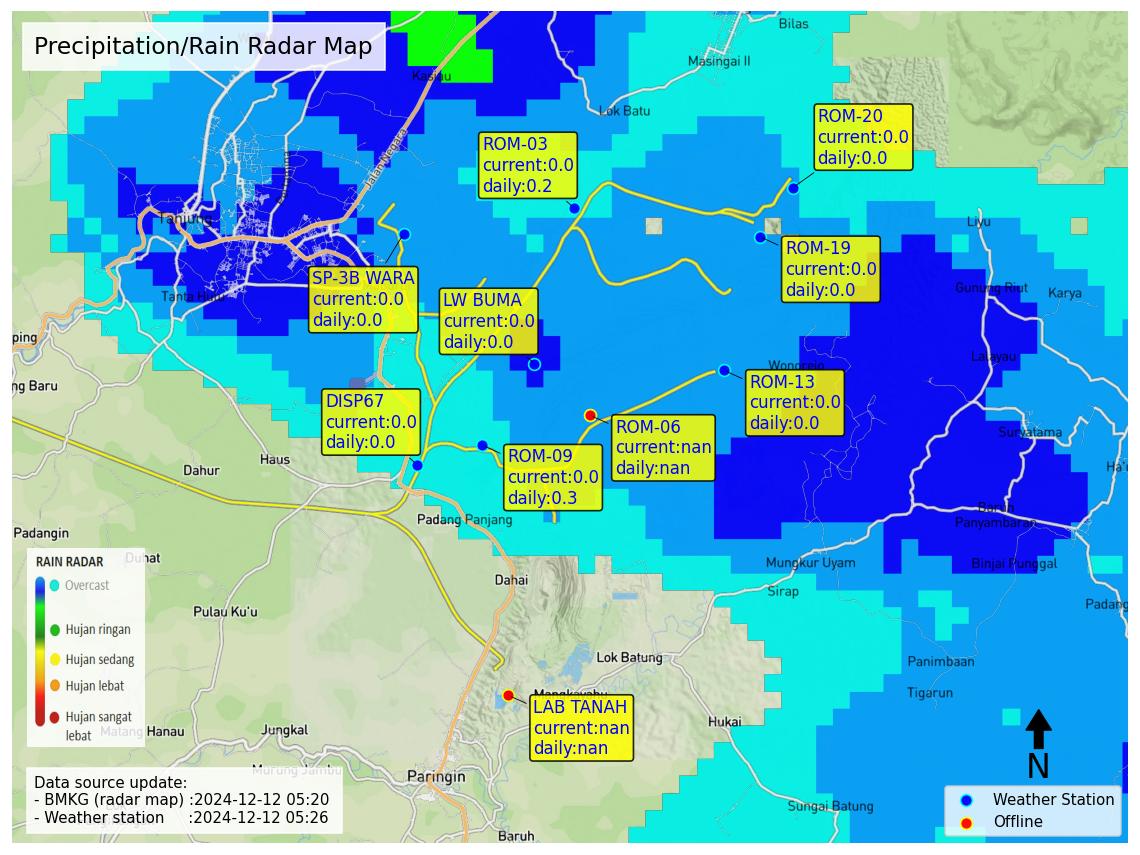 Precipitation/Rain Radar Map
Bilas
Masingai II
Kasiau
Lok Batu
Jalan Negara
ROM-20
current:0.0
daily:0.0
ROM-03
current:0.0
daily:0.2
Tanjung
Liyu
ROM-19
current:0.0
daily:0.0
SP-3B WARA
current:0.0
daily:0.0
LW BUMA
current:0.0
daily:0.0
Tanta Hulu
Gunung Riut
Karya
ping
Lalayau
ng Baru
Wonorejo
ROM-13
current:0.0
daily:0.0
DISP67
current:0.0
daily:0.0
ROM-06
current:nan
daily:nan
ROM-09
current:0.0
daily:0.3
Suryatama
Haus
Dahur
Ha'u
Padang Panjang
Barun
Panyambaran
Padangin
Duhat
Mungkur Uyam
Binjai Punggal
Dahai
Sirap
Padang
Pulau Ku'u
RAIN RADAR
Overcast
Hujan ringan
Hujan sedang
Hujan lebat
Hujan sangat
lebat
Lok Batung
Panimbaan
Tigarun
Mangkayahu
LAB TANAH
current:nan
daily:nan
Hukai
Matang Hanau
Jungkal
Murung Jambu
Paringin
N
Sungai Batung
Baruh
Data source update:
- BMKG (radar map) :2024-12-12 05:20
- Weather station :2024-12-12 05:26
Weather Station
Offline